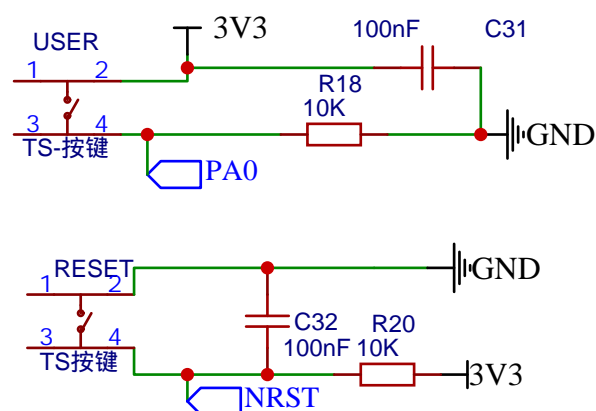 USER
3V3
100nF
C31
1
2
R18
10K
3
4
TS-按键
GND
PA0
RESET
1
2
GND
3
4
C32
R20
TS按键
100nF
10K
3V3
NRST